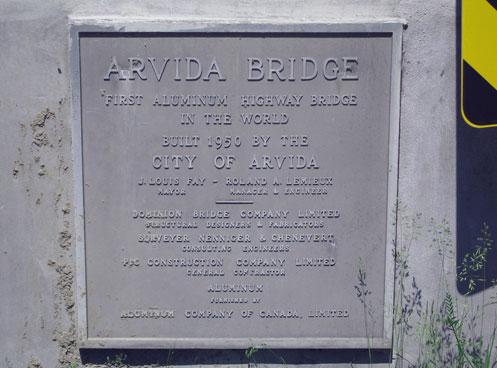 ARVIDA BRIDGE
"FIRST ALUMINUM HIGHWAY BRIDGE
IN THE WORLD
BUILT 1950 BY THE
CITY OF ARVIDA
J. LOUIS FAY - ROLAND A. LEMIEUX
MAYOR MANAGER & ENGINEER
DOMINION BRIDGE COMPANY LIMITED
STRUCTURAL DESIGNERS & FABRICATORS
SURVEYER NENNIGER & CHENEVERT
CONSULTING ENGINEERS
CONSTRUCTION COMPANY LIMITED
GENERAL CONTRACTOR
ALUMINUM
FURNISHED BY
ALUMINUM COMPANY OF CANADA, LIMITED